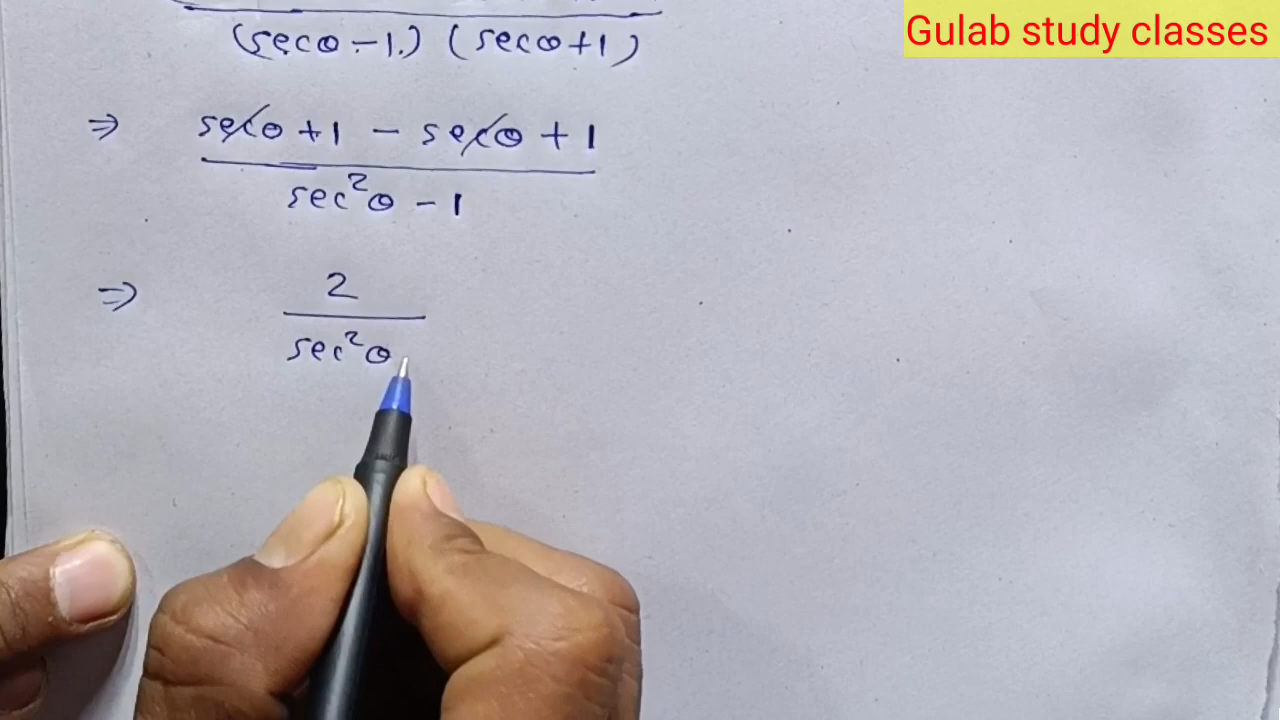 Gulab study classes
(secθ - 1.) (secθ + 1)
⇒ secθ + 1 - secθ + 1
sec²θ - 1
⇒ 2
sec²θ